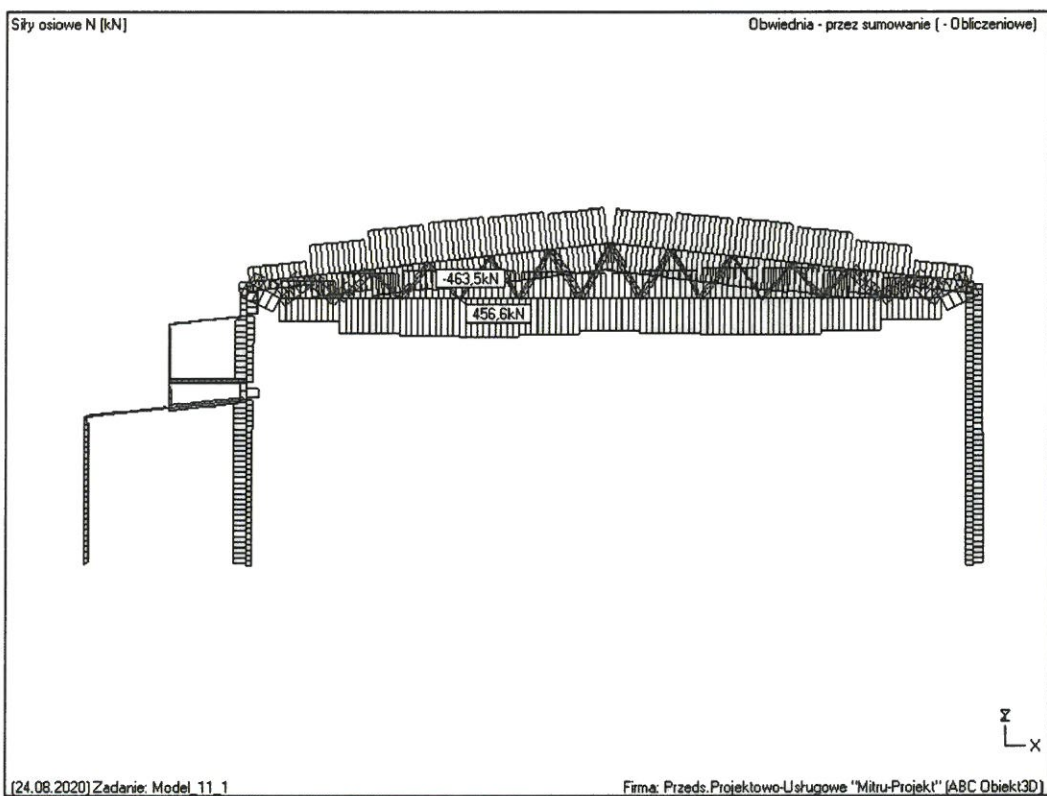 Siły osiowe N [kN]
Obwiednia - przez sumowanie ( - Obliczeniowe)
-463,5kN
456,6kN
Z
X
(24.08.2020) Zadanie: Model_11_1
Firma: Przeds.Projektowo-Usługowe "Mitru-Projekt" (ABC Obiekt3D)